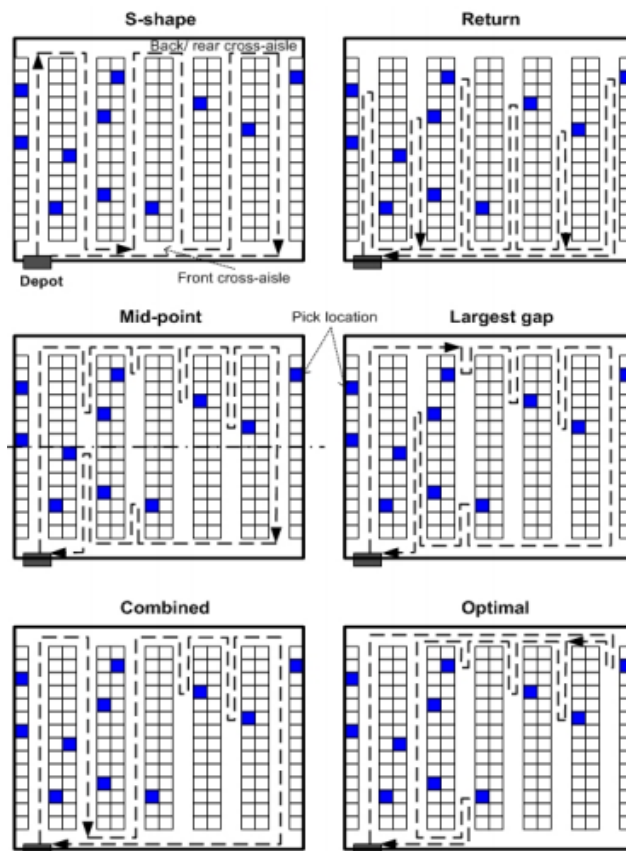 S-shape
Return
Back/ rear cross-aisle
Depot
Front cross-aisle
Mid-point
Pick location
Largest gap
Combined
Optimal